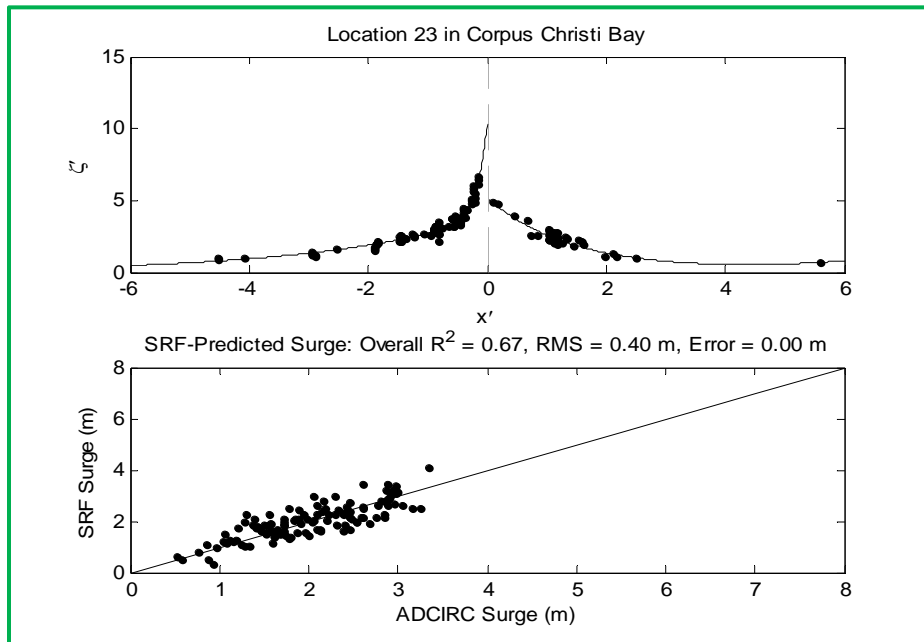 Location 23 in Corpus Christi Bay
15
10
5
0
ζ′
-6 -4 -2 0 2 4 6
x′
SRF-Predicted Surge: Overall R² = 0.67, RMS = 0.40 m, Error = 0.00 m
8
6
4
2
0
SRF Surge (m)
0 1 2 3 4 5 6 7 8
ADCIRC Surge (m)